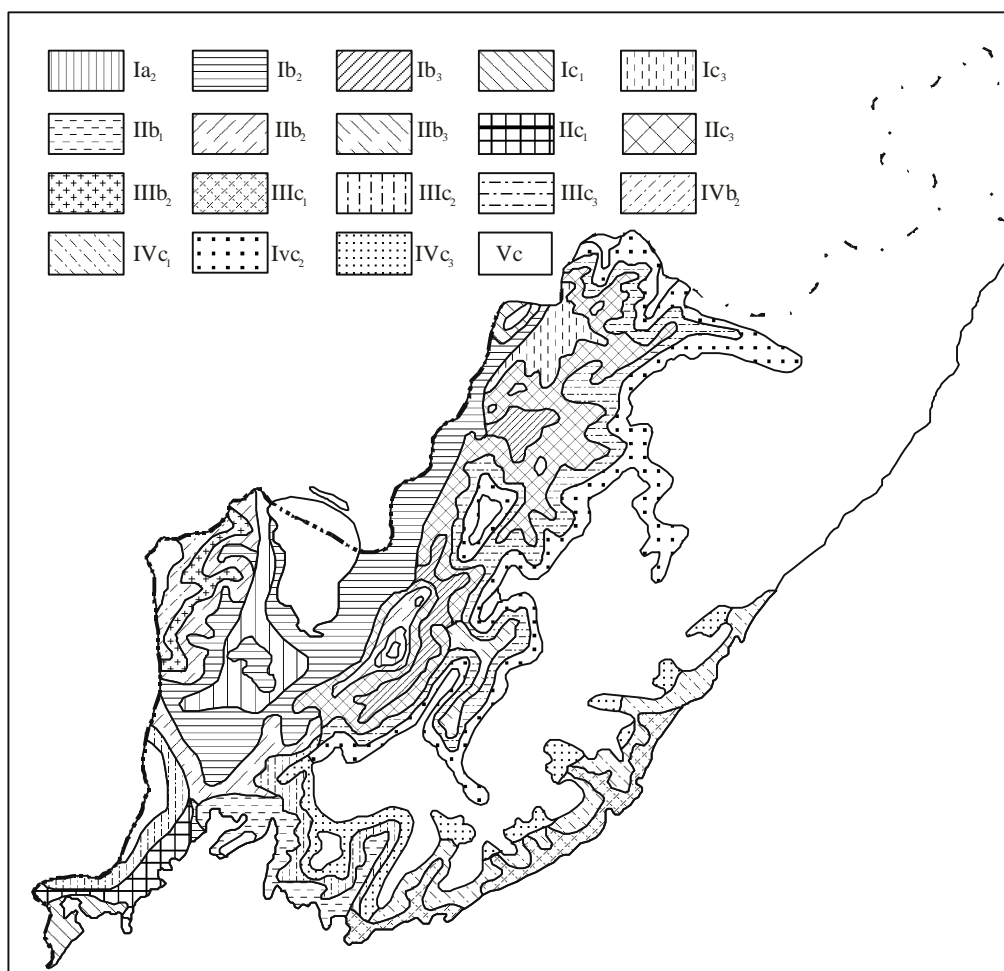 Ia₂ Ib₂ Ib₃ Ic₁ Ic₃
IIb₁ IIb₂ IIb₃ IIc₁ IIc₃
IIIb₂ IIIc₁ IIIc₂ IIIc₃ IVb₂
IVc₁ Ivc₂ IVc₃ Vc